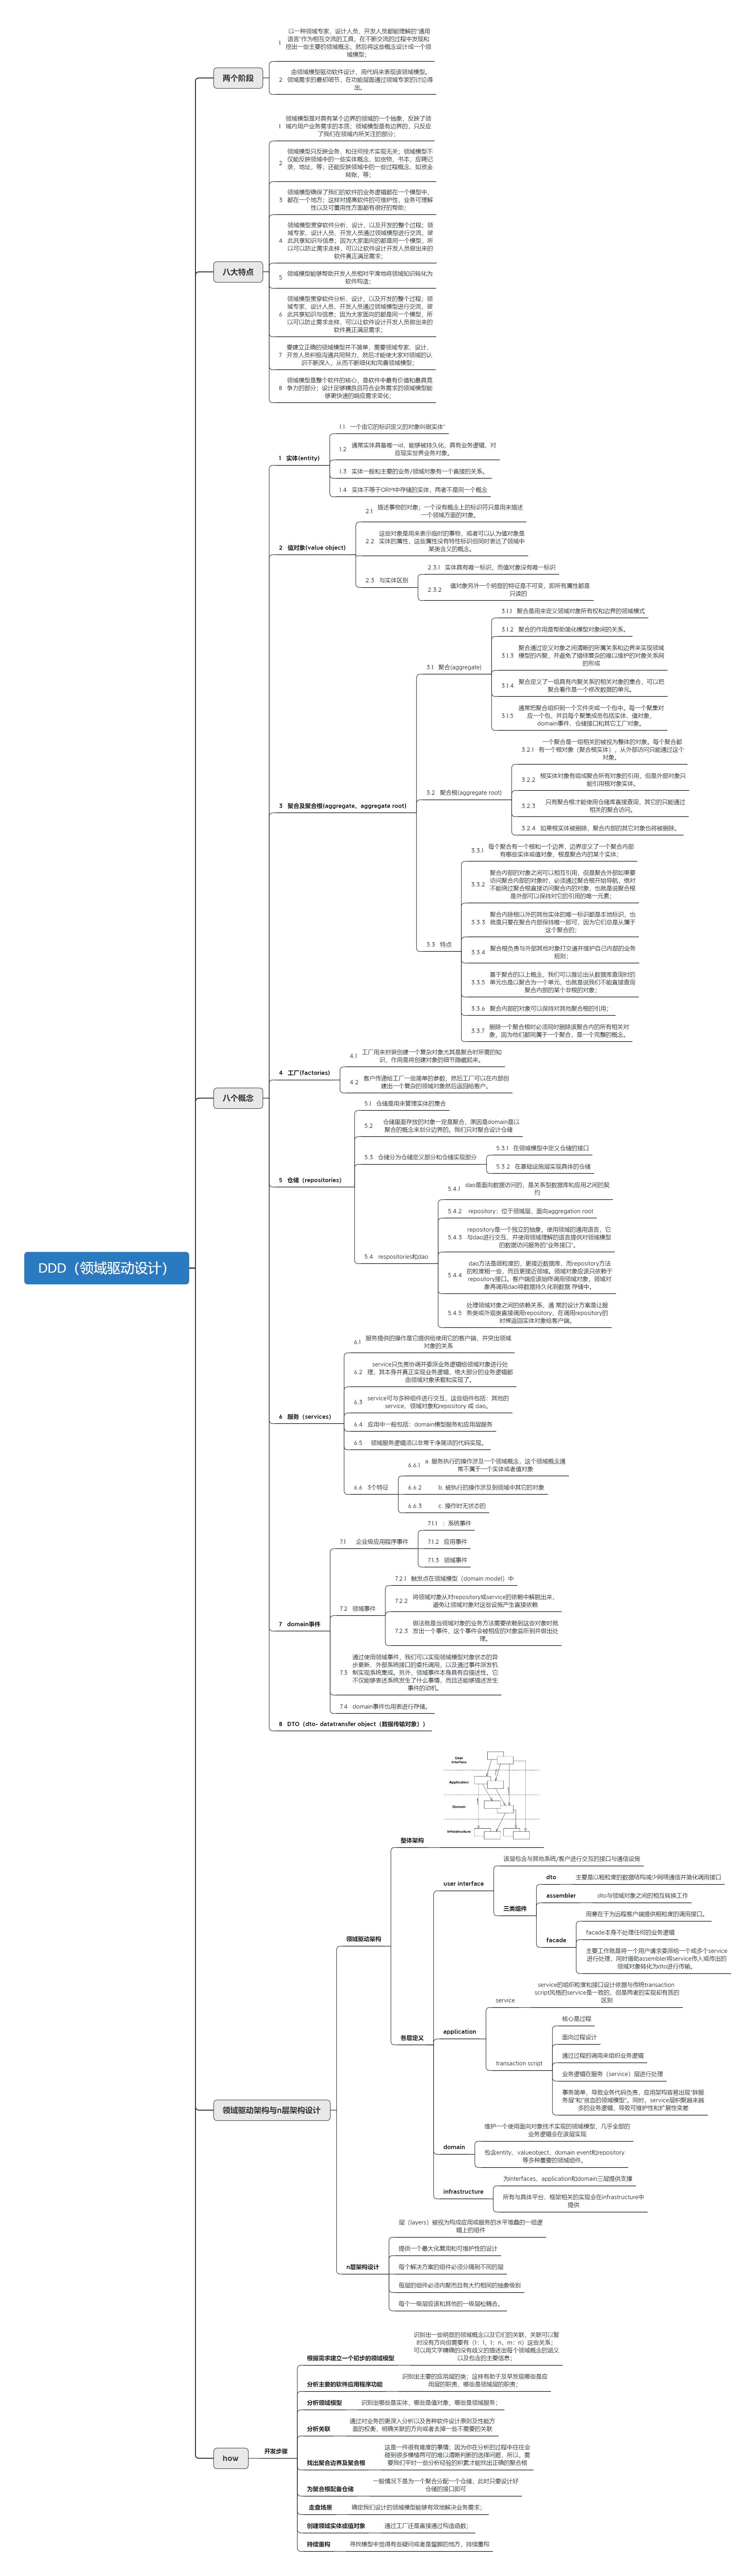 DDD（领域驱动设计）
两个阶段
1
以一种领域专家、设计人员、开发人员都能理解的“通用
语言”作为相互交流的工具，在不断交流的过程中发现和
挖出一些主要的领域概念，然后将这些概念设计成一个领
域模型；
2
由领域模型驱动软件设计，用代码来表现该领域模型。
领域需求的最初细节，在功能层面通过领域专家的讨论得
出。
八大特点
1
领域模型是对具有某个边界的领域的一个抽象，反映了领
域内用户业务需求的本质；领域模型是有边界的，只反应
了我们在领域内所关注的部分；
2
领域模型只反映业务，和任何技术实现无关；领域模型不
仅能反映领域中的一些实体概念，如货物，书本，应聘记
录，地址，等；还能反映领域中的一些过程概念，如资金
转账，等；
3
领域模型确保了我们的软件的业务逻辑都在一个模型中，
都在一个地方；这样对提高软件的可维护性，业务可理解
性以及可重用性方面都有很好的帮助；
4
领域模型贯穿软件分析、设计，以及开发的整个过程；领
域专家、设计人员、开发人员通过领域模型进行交流，彼
此共享知识与信息；因为大家面向的都是同一个模型，所
以可以防止需求走样，可以让软件设计开发人员做出来的
软件真正满足需求；
5
领域模型能够帮助开发人员相对平滑地将领域知识转化为
软件构造；
6
领域模型贯穿软件分析、设计，以及开发的整个过程；领
域专家、设计人员、开发人员通过领域模型进行交流，彼
此共享知识与信息；因为大家面向的都是同一个模型，所
以可以防止需求走样，可以让软件设计开发人员做出来的
软件真正满足需求；
7
要建立正确的领域模型并不简单，需要领域专家、设计、
开发人员积极沟通共同努力，然后才能使大家对领域的认
识不断深入，从而不断细化和完善领域模型；
8
领域模型是整个软件的核心，是软件中最有价值和最具竞
争力的部分；设计足够精良且符合业务需求的领域模型能
够更快速的响应需求变化；
八个概念
1 实体(entity)
1.1 一个由它的标识定义的对象叫做实体”
1.2
通常实体具备唯一id，能够被持久化，具有业务逻辑，对
应现实世界业务对象。
1.3 实体一般和主要的业务/领域对象有一个直接的关系。
1.4 实体不等于ORM中存储的实体，两者不是同一个概念
2 值对象(value object)
2.1
描述事物的对象；一个没有概念上的标识符只是用来描述
一个领域方面的对象。
2.2
这些对象是用来表示临时的事物，或者可以认为值对象是
实体的属性，这些属性没有特性标识但同时表达了领域中
某类含义的概念。
2.3 与实体区别
2.3.1 实体具有唯一标识，而值对象没有唯一标识
2.3.2
值对象另外一个明显的特征是不可变，即所有属性都是
只读的
3 聚合及聚合根(aggregate，aggregate root)
3.1 聚合(aggregate)
3.1.1 聚合是用来定义领域对象所有权和边界的领域模式
3.1.2 聚合的作用是帮助简化模型对象间的关系。
3.1.3
聚合通过定义对象之间清晰的所属关系和边界来实现领域
模型的内聚，并避免了错综复杂的难以维护的对象关系网
的形成
3.1.4
聚合定义了一组具有内聚关系的相关对象的集合，可以把
聚合看作是一个修改数据的单元。
3.1.5
通常把聚合组织到一个文件夹或一个包中。每一个聚集对
应一个包，并且每个聚集成员包括实体、值对象，
domain事件，仓储接口和其它工厂对象。
3.2 聚合根(aggregate root)
3.2.1
一个聚合是一组相关的被视为整体的对象。每个聚合都
有一个根对象（聚合根实体），从外部访问只能通过这个
对象。
3.2.2
根实体对象有组成聚合所有对象的引用，但是外部对象只
能引用根对象实体。
3.2.3
只有聚合根才能使用仓储库直接查询，其它的只能通过
相关的聚合访问。
3.2.4 如果根实体被删除，聚合内部的其它对象也将被删除。
3.3 特点
3.3.1
每个聚合有一个根和一个边界，边界定义了一个聚合内部
有哪些实体或值对象，根是聚合内的某个实体；
3.3.2
聚合内部的对象之间可以相互引用，但是聚合外部如果要
访问聚合内部的对象时，必须通过聚合根开始导航，绝对
不能绕过聚合根直接访问聚合内的对象，也就是说聚合根
是外部可以保持对它的引用的唯一元素；
3.3.3
聚合内除根以外的其他实体的唯一标识都是本地标识，也
就是只要在聚合内部保持唯一即可，因为它们总是从属于
这个聚合的；
3.3.4
聚合根负责与外部其他对象打交道并维护自己内部的业务
规则；
3.3.5
基于聚合的以上概念，我们可以推论出从数据库查询时的
单元也是以聚合为一个单元，也就是说我们不能直接查询
聚合内部的某个非根的对象；
3.3.6 聚合内部的对象可以保持对其他聚合根的引用；
3.3.7
删除一个聚合根时必须同时删除该聚合内的所有相关对
象，因为他们都同属于一个聚合，是一个完整的概念。
4 工厂(factories)
4.1
工厂用来封装创建一个复杂对象尤其是聚合时所需的知
识，作用是将创建对象的细节隐藏起来。
4.2
客户传递给工厂一些简单的参数，然后工厂可以在内部创
建出一个复杂的领域对象然后返回给客户。
5 仓储（repositories）
5.1 仓储是用来管理实体的集合
5.2
仓储里面存放的对象一定是聚合，原因是domain是以
聚合的概念来划分边界的。我们只对聚合设计仓储
5.3 仓储分为仓储定义部分和仓储实现部分
5.3.1 在领域模型中定义仓储的接口
5.3.2 在基础设施层实现具体的仓储
5.4 respositories和dao
5.4.1
dao是面向数据访问的，是关系型数据库和应用之间的契
约
5.4.2 repository：位于领域层，面向aggregation root
5.4.3
repository是一个独立的抽象，使用领域的通用语言，它
与dao进行交互，并使用领域理解的语言提供对领域模型
的数据访问服务的“业务接口”。
5.4.4
dao方法是细粒度的，更接近数据库，而repository方法
的粒度粗一些，而且更接近领域。领域对象应该只依赖于
repository接口。客户端应该始终调用领域对象，领域对
象再调用dao将数据持久化到数据 存储中。
5.4.5
处理领域对象之间的依赖关系，通 常的设计方案是让服
务类或外观类直接调用repository，在调用repository的
时候返回实体对象给客户端。
6 服务（services）
6.1
服务提供的操作是它提供给使用它的客户端，并突出领域
对象的关系
6.2
service只负责协调并委派业务逻辑给领域对象进行处
理，其本身并真正实现业务逻辑，绝大部分的业务逻辑都
由领域对象承载和实现了。
6.3
service可与多种组件进行交互，这些组件包括：其他的
service，领域对象和repository 或 dao。
6.4 应用中一般包括：domain模型服务和应用层服务
6.5 领域服务逻辑须以非常干净简洁的代码实现。
6.6 3个特征
6.6.1
a. 服务执行的操作涉及一个领域概念，这个领域概念通
常不属于一个实体或者值对象
6.6.2 b. 被执行的操作涉及到领域中其它的对象
6.6.3 c. 操作时无状态的
7 domain事件
7.1 企业级应用程序事件
7.1.1 ：系统事件
7.1.2 应用事件
7.1.3 领域事件
7.2 领域事件
7.2.1 触发点在领域模型（domain model）中
7.2.2
将领域对象从对repository或service的依赖中解脱出来，
避免让领域对象对这些设施产生直接依赖
7.2.3
做法就是当领域对象的业务方法需要依赖到这些对象时就
发出一个事件，这个事件会被相应的对象监听到并做出处
理。
7.3
通过使用领域事件，我们可以实现领域模型对象状态的异
步更新、外部系统接口的委托调用，以及通过事件派发机
制实现系统集成。另外，领域事件本身具有自描述性。它
不仅能够表述系统发生了什么事情，而且还能够描述发生
事件的动机。
7.4 domain事件也用表进行存储。
8 DTO（dto- datatransfer object（数据传输对象））
领域驱动架构与n层架构设计
领域驱动架构
整体架构
User
Interface
Application
Domain
Infrastructure
各层定义
user interface
该层包含与其他系统/客户进行交互的接口与通信设施
三类组件
dto
主要是以粗粒度的数据结构减少网络通信并简化调用接口
assembler
dto与领域对象之间的相互转换工作
facade
用意在于为远程客户端提供粗粒度的调用接口。
facade本身不处理任何的业务逻辑
主要工作就是将一个用户请求委派给一个或多个service
进行处理，同时借助assembler将service传入或传出的
领域对象转化为dto进行传输。
application
service
service的组织粒度和接口设计依据与传统transaction
script风格的service是一致的，但是两者的实现却有质的
区别
transaction script
核心是过程
面向过程设计
通过过程的调用来组织业务逻辑
业务逻辑在服务（service）层进行处理
事务简单，导致业务代码负责，应用架构容易出现“胖服
务层”和“贫血的领域模型”。同时，service层积聚越来越
多的业务逻辑，导致可维护性和扩展性变差
domain
维护一个使用面向对象技术实现的领域模型，几乎全部的
业务逻辑会在该层实现
包含entity、valueobject、domain event和repository
等多种重要的领域组件。
infrastructure
为interfaces、application和domain三层提供支撑
所有与具体平台、框架相关的实现会在infrastructure中
提供
n层架构设计
层（layers）被视为构成应用或服务的水平堆叠的一组逻
辑上的组件
提供一个最大化复用和可维护性的设计
每个解决方案的组件必须分隔到不同的层
每层的组件必须内聚而且有大约相同的抽象级别
每个一级层应该和其他的一级层松耦合。
how
开发步骤
根据需求建立一个初步的领域模型
识别出一些明显的领域概念以及它们的关联，关联可以暂
时没有方向但需要有（1：1，1：n，m：n）这些关系；
可以用文字精确的没有歧义的描述出每个领域概念的涵义
以及包含的主要信息；
分析主要的软件应用程序功能
识别出主要的应用层的类；这样有助于及早发现哪些是应
用层的职责，哪些是领域层的职责；
分析领域模型
识别出哪些是实体，哪些是值对象，哪些是领域服务；
分析关联
通过对业务的更深入分析以及各种软件设计原则及性能方
面的权衡，明确关联的方向或者去掉一些不需要的关联
找出聚合边界及聚合根
这是一件很有难度的事情；因为你在分析的过程中往往会
碰到很多模棱两可的难以清晰判断的选择问题，所以，需
要我们平时一些分析经验的积累才能找出正确的聚合根
为聚合根配备仓储
一般情况下是为一个聚合分配一个仓储，此时只要设计好
仓储的接口即可
走查场景
确定我们设计的领域模型能够有效地解决业务需求；
创建领域实体或值对象
通过工厂还是直接通过构造函数；
持续重构
寻找模型中觉得有些疑问或者是蹩脚的地方，持续重构